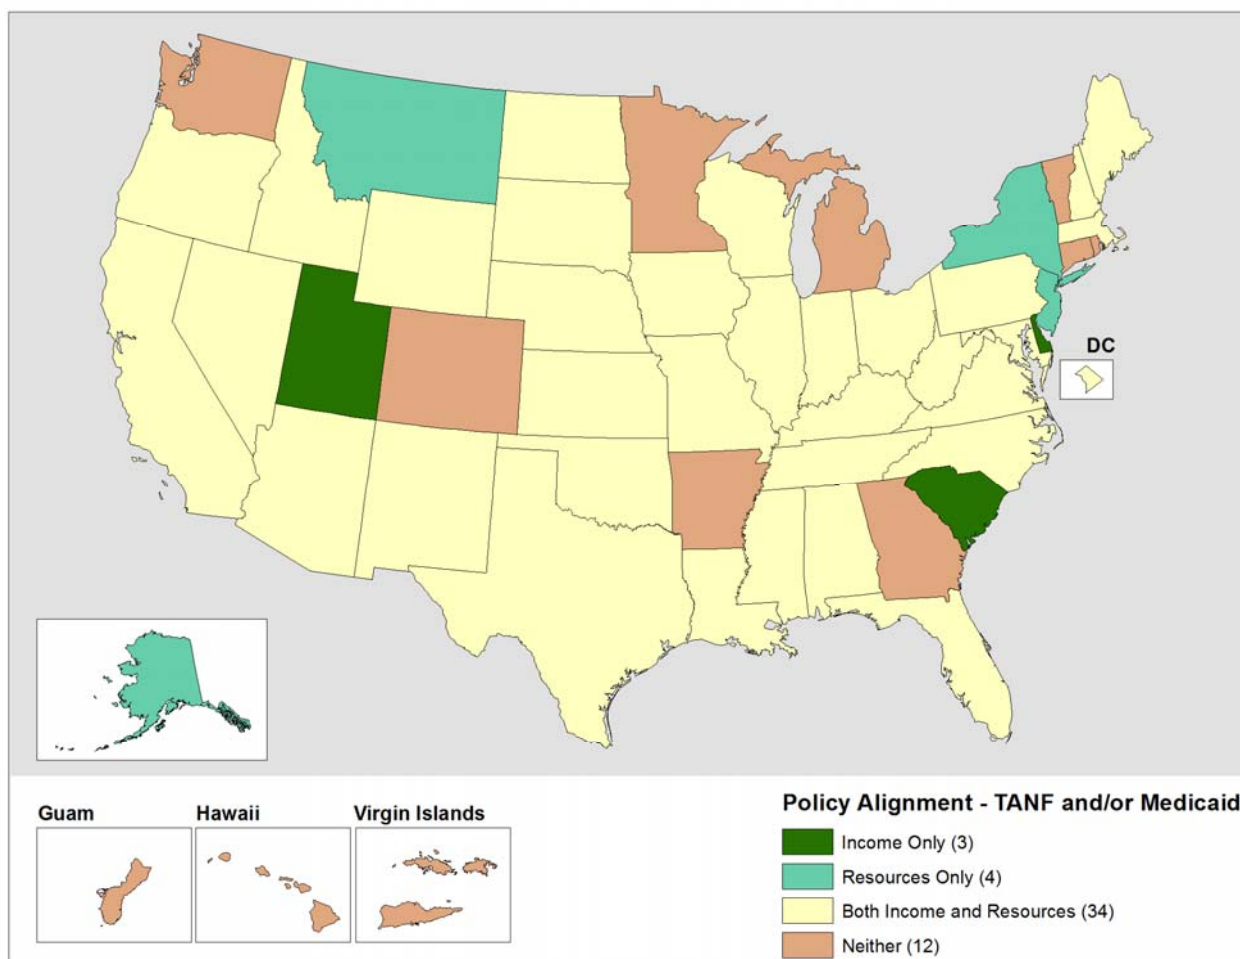 DC
Guam
Hawaii
Virgin Islands
Policy Alignment - TANF and/or Medicaid
Income Only (3)
Resources Only (4)
Both Income and Resources (34)
Neither (12)